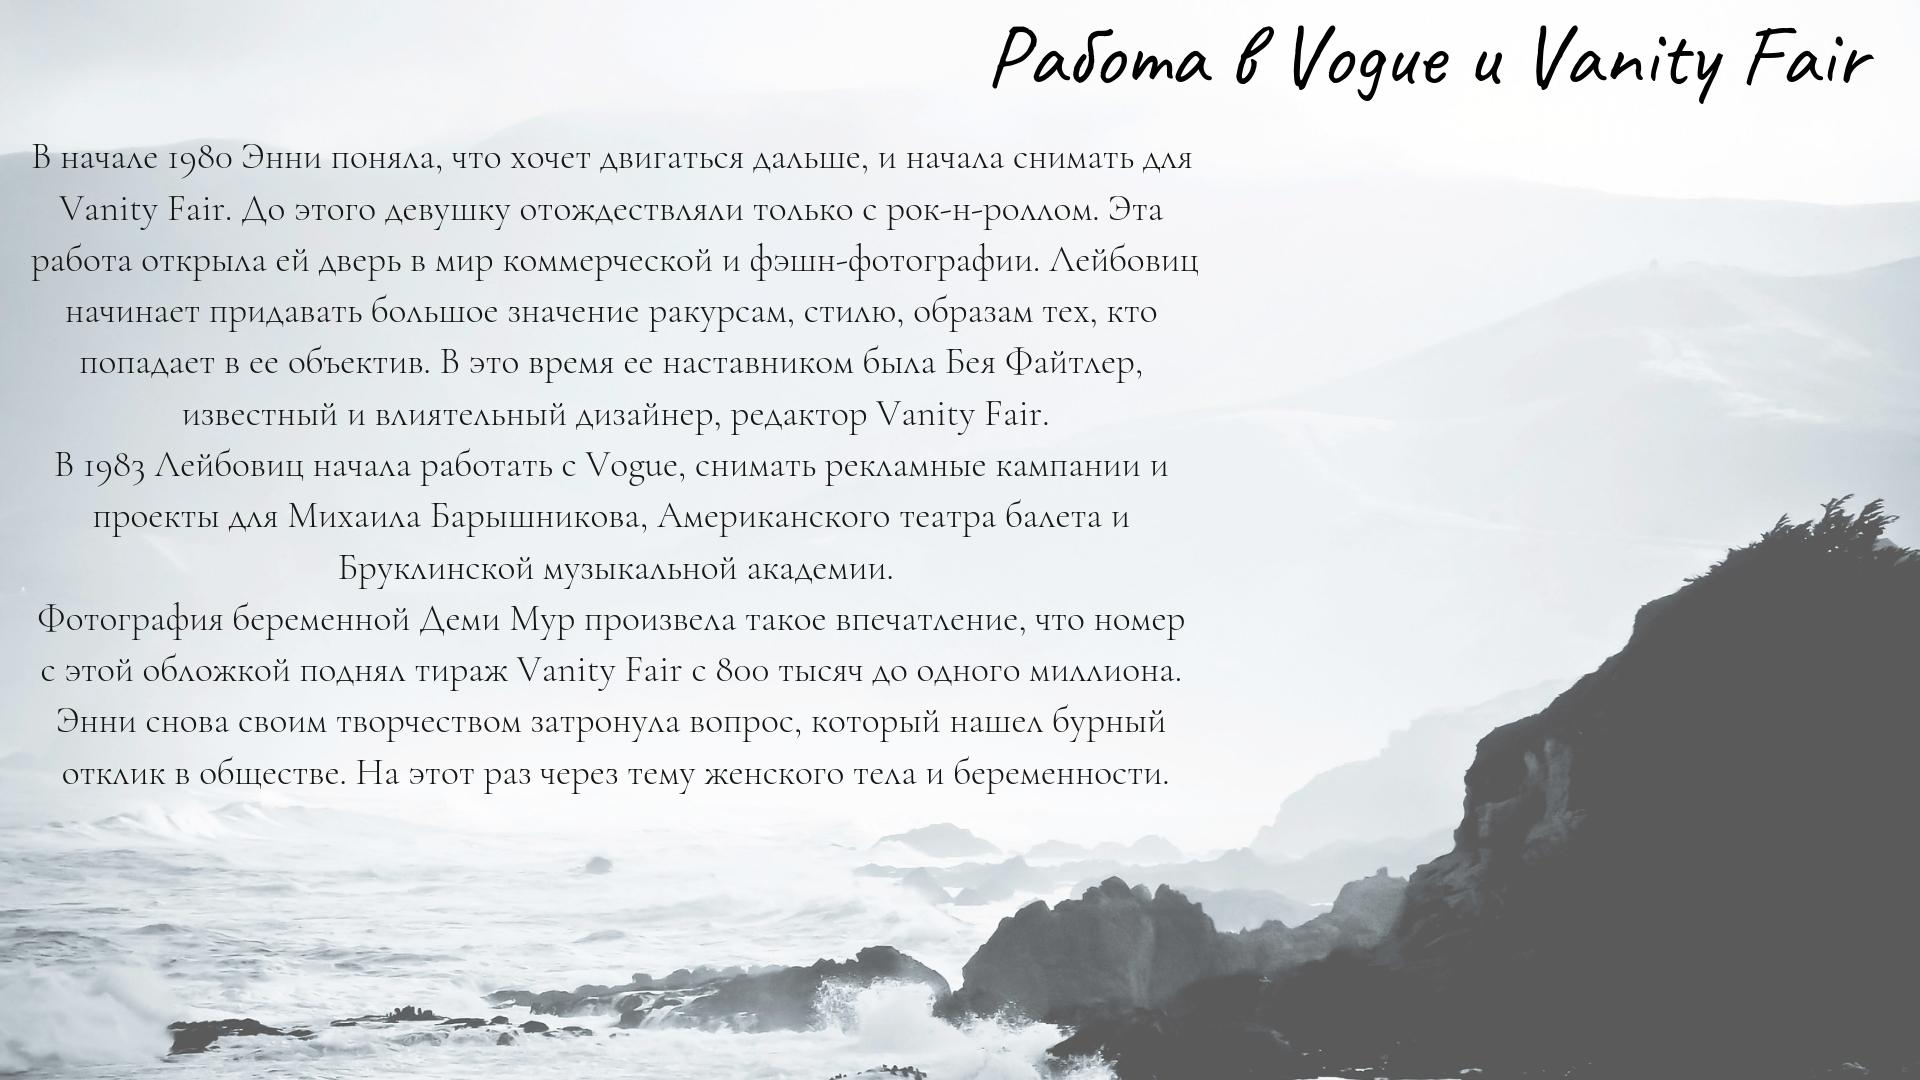 Работа в Vogue и Vanity Fair
В начале 1980 Энни поняла, что хочет двигаться дальше, и начала снимать для
Vanity Fair. До этого девушку отождествляли только с рок-н-роллом. Эта
работа открыла ей дверь в мир коммерческой и фэшн-фотографии. Лейбовиц
начинает придавать большое значение ракурсам, стилю, образам тех, кто
попадает в ее объектив. В это время ее наставником была Бея Файтлер,
известный и влиятельный дизайнер, редактор Vanity Fair.
В 1983 Лейбовиц начала работать с Vogue, снимать рекламные кампании и
проекты для Михаила Барышникова, Американского театра балета и
Бруклинской музыкальной академии.
Фотография беременной Деми Мур произвела такое впечатление, что номер
с этой обложкой поднял тираж Vanity Fair с 800 тысяч до одного миллиона.
Энни снова своим творчеством затронула вопрос, который нашел бурный
отклик в обществе. На этот раз через тему женского тела и беременности.